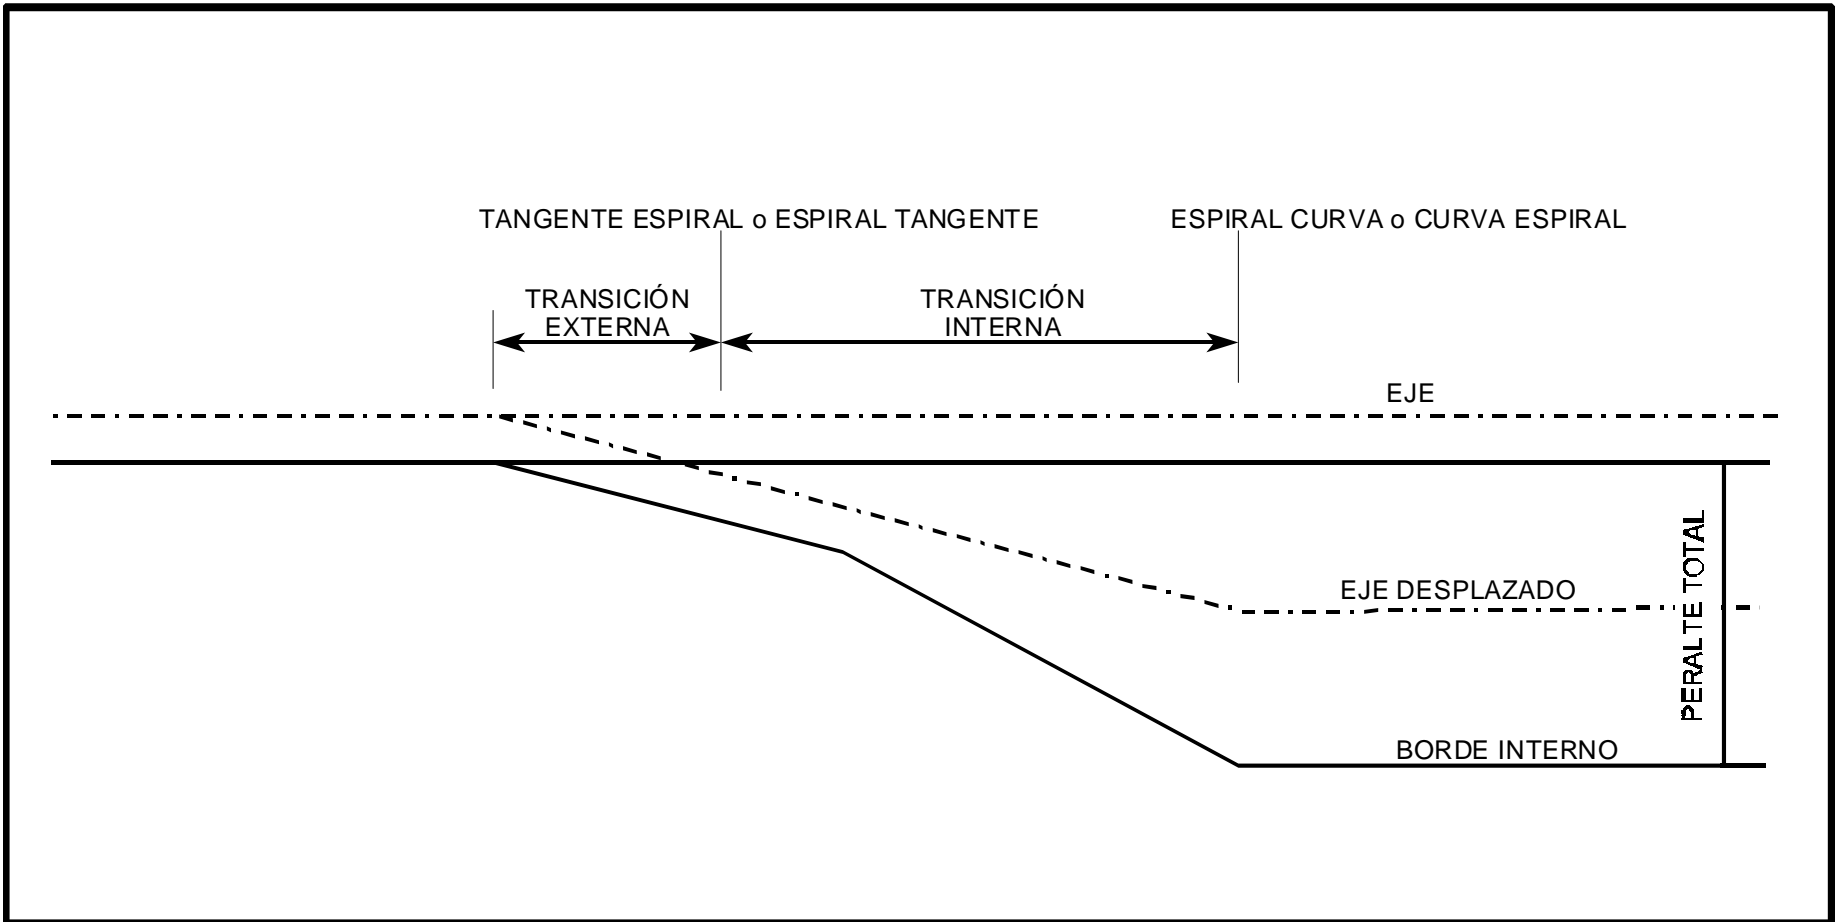 TANGENTE ESPIRAL o ESPIRAL TANGENTE
ESPIRAL CURVA o CURVA ESPIRAL
TRANSICIÓN
EXTERNA
TRANSICIÓN
INTERNA
EJE
EJE DESPLAZADO
PERALTE TOTAL
BORDE INTERNO